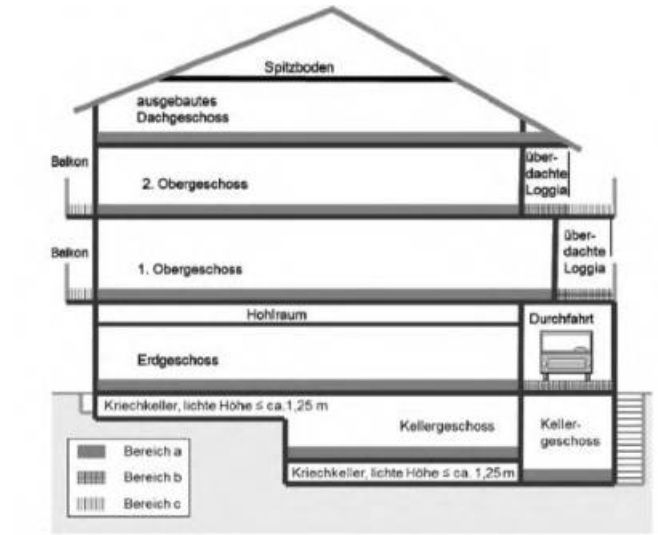 Spitzboden
ausgebautes
Dachgeschoss
Balkon
2. Obergeschoss
über-
dachte
Loggia
Balkon
1. Obergeschoss
über-
dachte
Loggia
Hohlraum
Durchfahrt
Erdgeschoss
Kriechkeller, lichte Höhe ≤ ca. 1,25 m
Kellergeschoss
Keller-
geschoss
Kriechkeller, lichte Höhe ≤ ca. 1,25 m
Bereich a
Bereich b
Bereich c